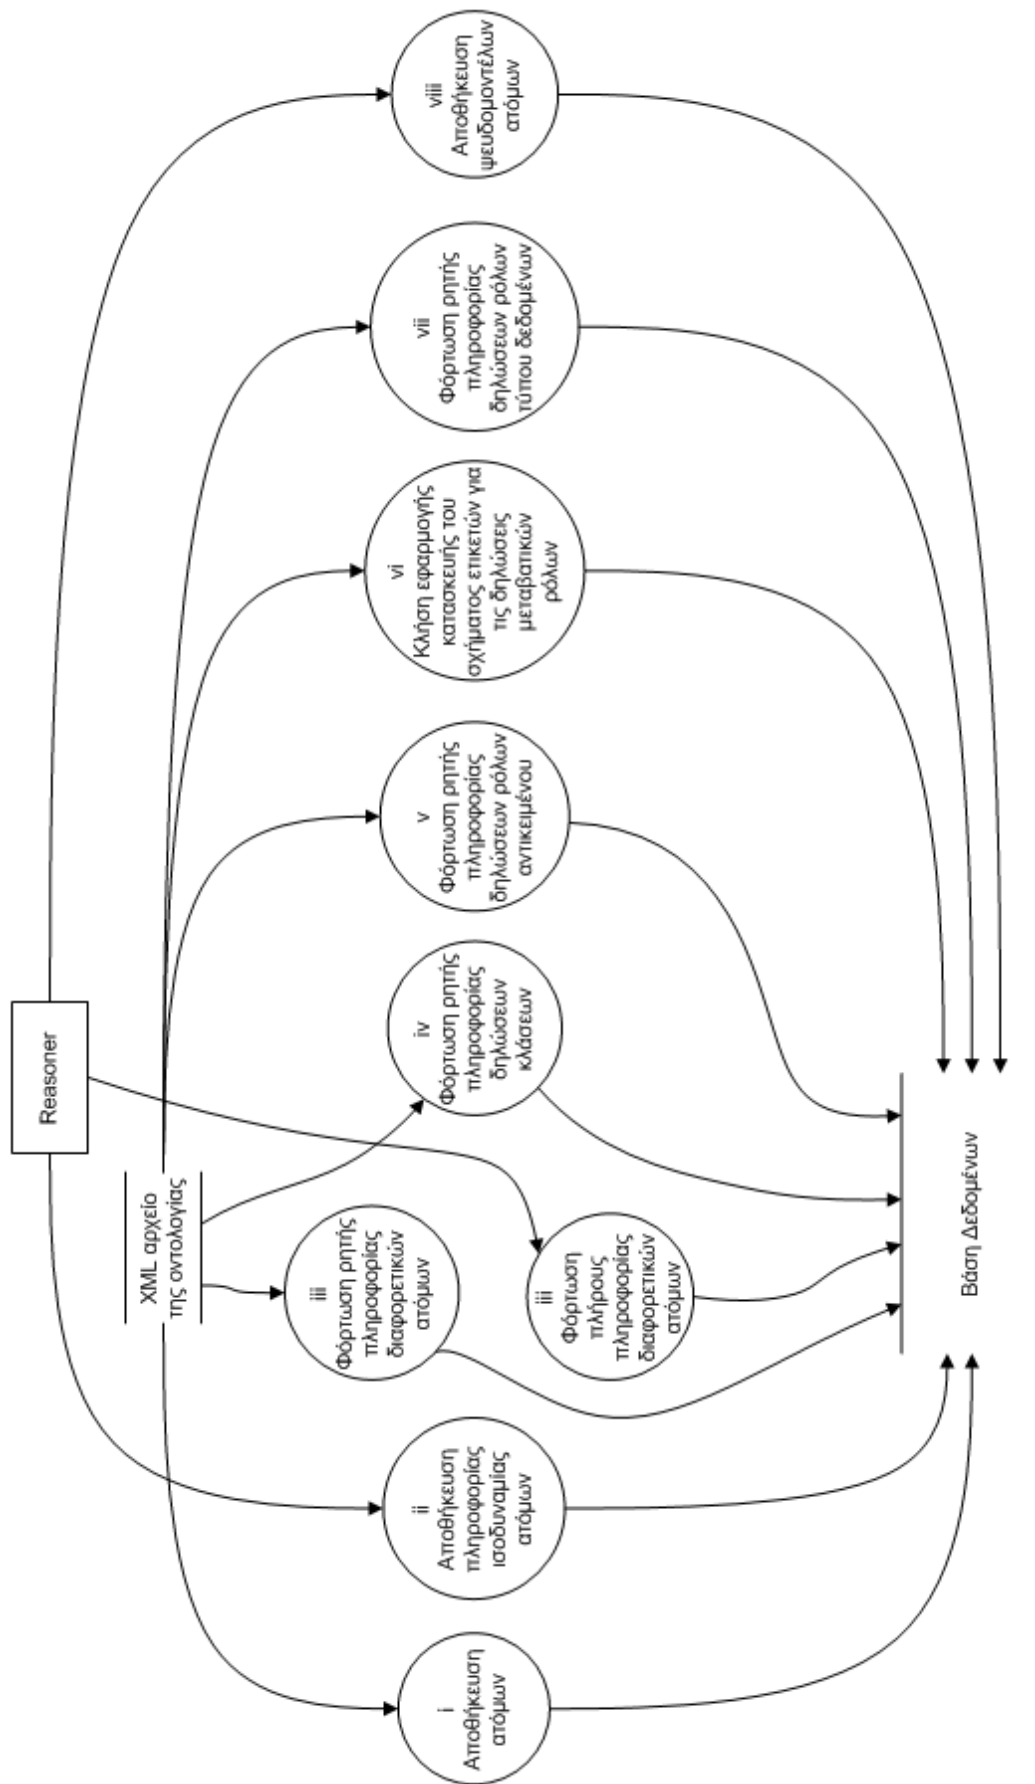 Reasoner
XML αρχείο
της οντολογίας
i
Αποθήκευση
ατόμων
ii
Αποθήκευση
πληροφορίας
ισοδυναμίας
ατόμων
iii
Φόρτωση ρητής
πληροφορίας
διαφορετικών
ατόμων
iii
Φόρτωση
πλήρους
πληροφορίας
διαφορετικών
ατόμων
iv
Φόρτωση ρητής
πληροφορίας
δηλώσεων
κλάσεων
v
Φόρτωση ρητής
πληροφορίας
δηλώσεων ρόλων
αντικειμένου
vi
Κλήση εφαρμογής
κατασκευής του
σχήματος ετικετών για
τις δηλώσεις
μεταβατικών
ρόλων
vii
Φόρτωση ρητής
πληροφορίας
δηλώσεων ρόλων
τύπου δεδομένων
viii
Αποθήκευση
ψευδομοντέλων
ατόμων
Βάση Δεδομένων